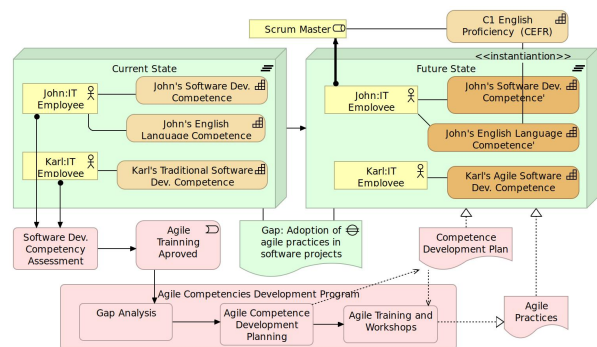 C1 English
Proficiency (CEFR)
Scrum Master
<<instantiantion>>
Current State
Future State
John:IT
Employee
John's Software Dev.
Competence
John's English
Language Competence
Karl:IT
Employee
Karl's Traditional Software
Dev. Competence
John:IT
Employee
John's Software Dev.
Competence'
John's English Language
Competence'
Karl:IT
Employee
Karl's Agile Software
Dev. Competence
Software Dev.
Competency
Assessment
Agile
Trainning
Aproved
Gap: Adoption of
agile practices in
software projects
Competence
Development Plan
Agile Competencies Development Program
Gap Analysis
Agile Competence
Development
Planning
Agile Training and
Workshops
Agile
Practices